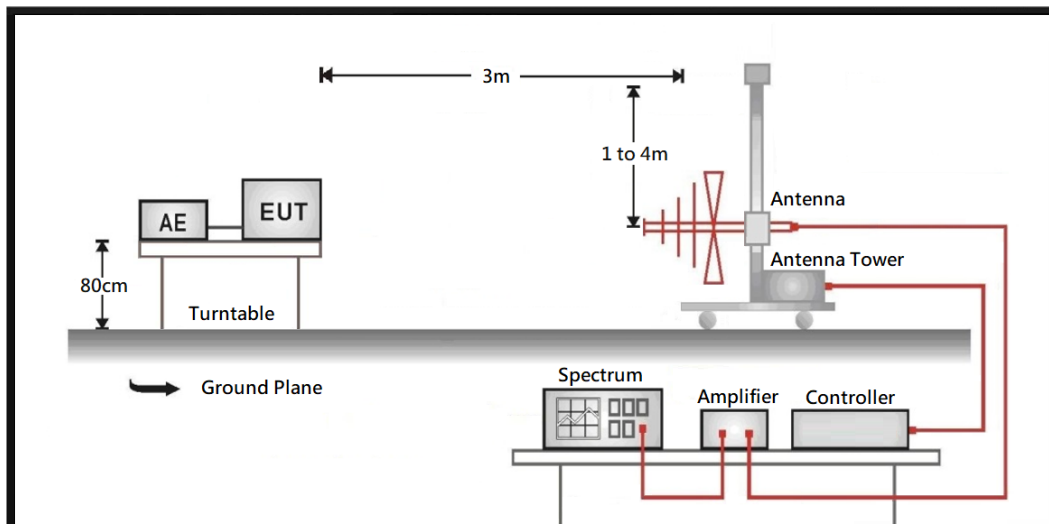 3m
1 to 4m
AE
EUT
Antenna
Antenna Tower
80cm
Turntable
Ground Plane
Spectrum
Amplifier
Controller